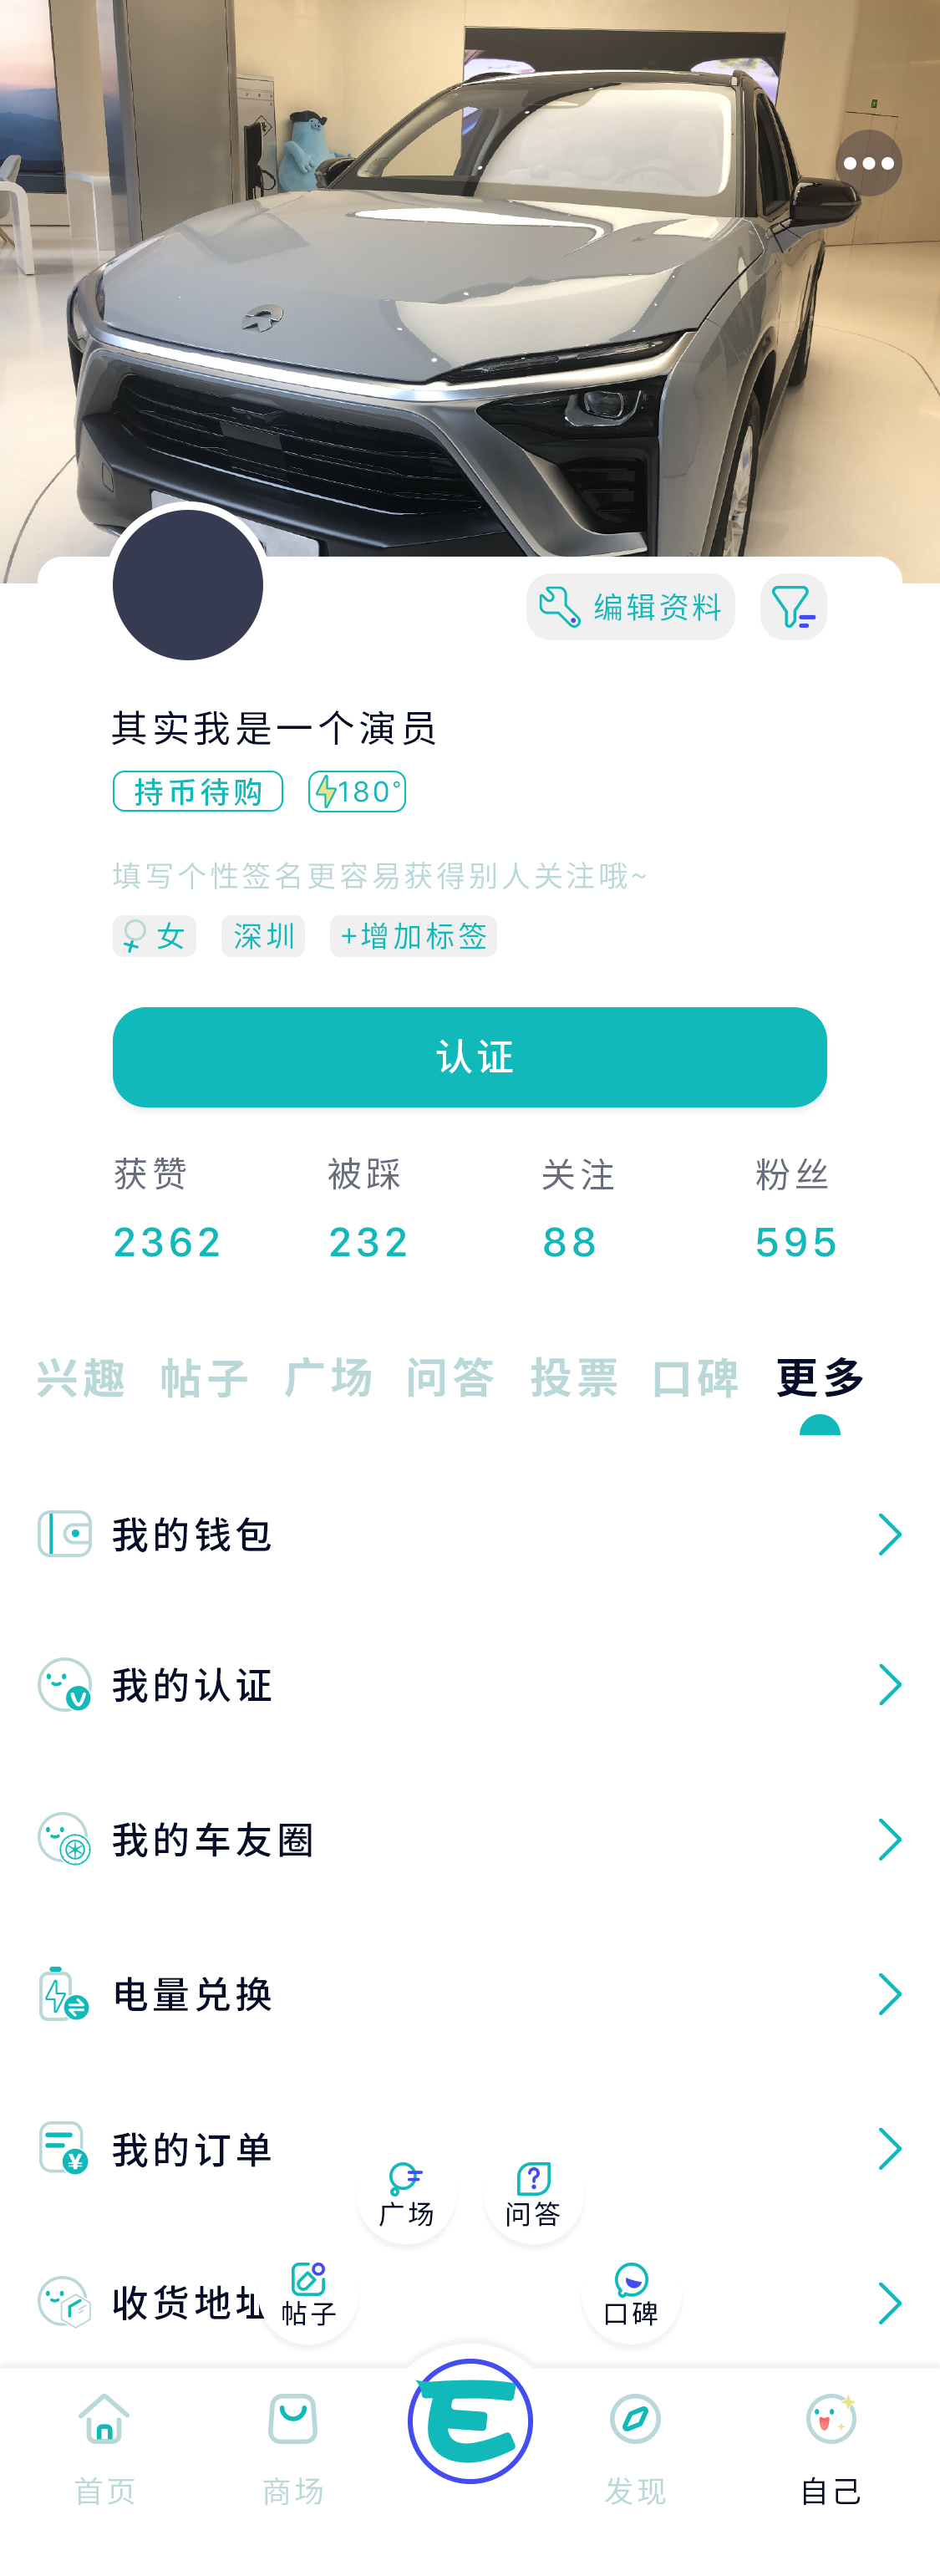 编辑资料
其实我是一个演员
持币待购 180°
填写个性签名更容易获得别人关注哦~
女 深圳 +增加标签
认证
获赞 被踩 关注 粉丝
2362 232 88 595
兴趣 帖子 广场 问答 投票 口碑 更多
我的钱包
我的认证
我的车友圈
电量兑换
我的订单
广场 问答
收货地址 帖子 口碑
E
首页 商场 发现 自己